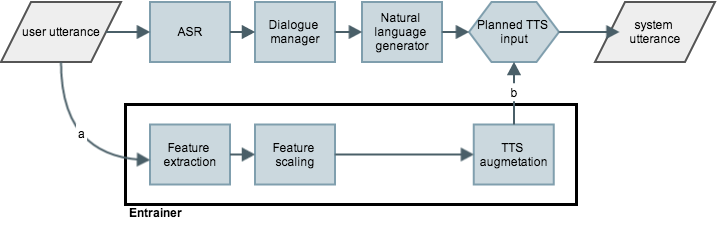 user utterance
ASR
Dialogue
manager
Natural
language
generator
Planned TTS
input
system
utterance
a
b
Feature
extraction
Feature
scaling
TTS
augmetation
Entrainer